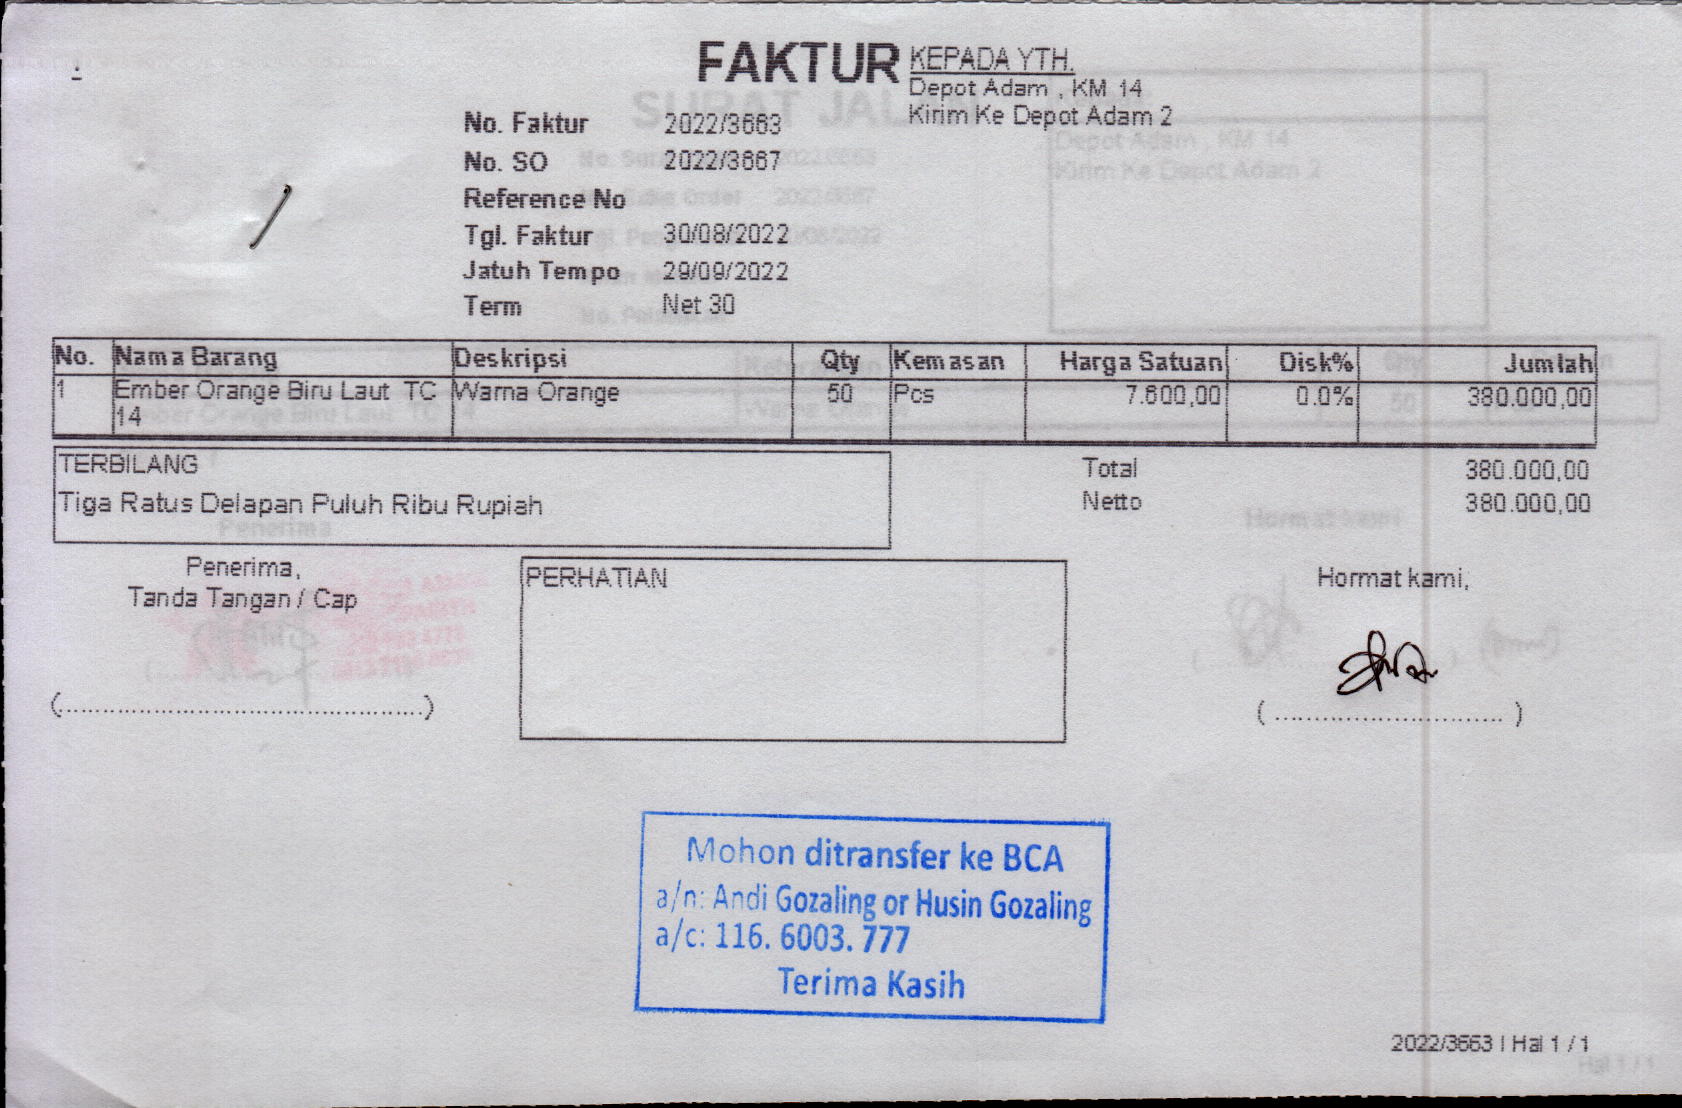 FAKTUR
KEPADA YTH.
Depot Adam , KM 14
Kirim Ke Depot Adam 2
No. Faktur 2022/3663
No. SO 2022/3667
Reference No
Tgl. Faktur 30/08/2022
Jatuh Tempo 29/09/2022
Term Net 30
No. Nama Barang Deskripsi Qty Kemasan Harga Satuan Disk% Jumlah
1 Ember Orange Biru Laut TC Warna Orange 50 Pcs 7.600,00 0.0% 380.000,00
14
TERBILANG
Tiga Ratus Delapan Puluh Ribu Rupiah
Total 380.000,00
Netto 380.000,00
Penerima,
Tanda Tangan / Cap
(................................................)
PERHATIAN
Hormat kami,
( .............................. )
Mohon ditransfer ke BCA
a/n: Andi Gozaling or Husin Gozaling
a/c: 116. 6003. 777
Terima Kasih
2022/3663 | Hal 1 / 1